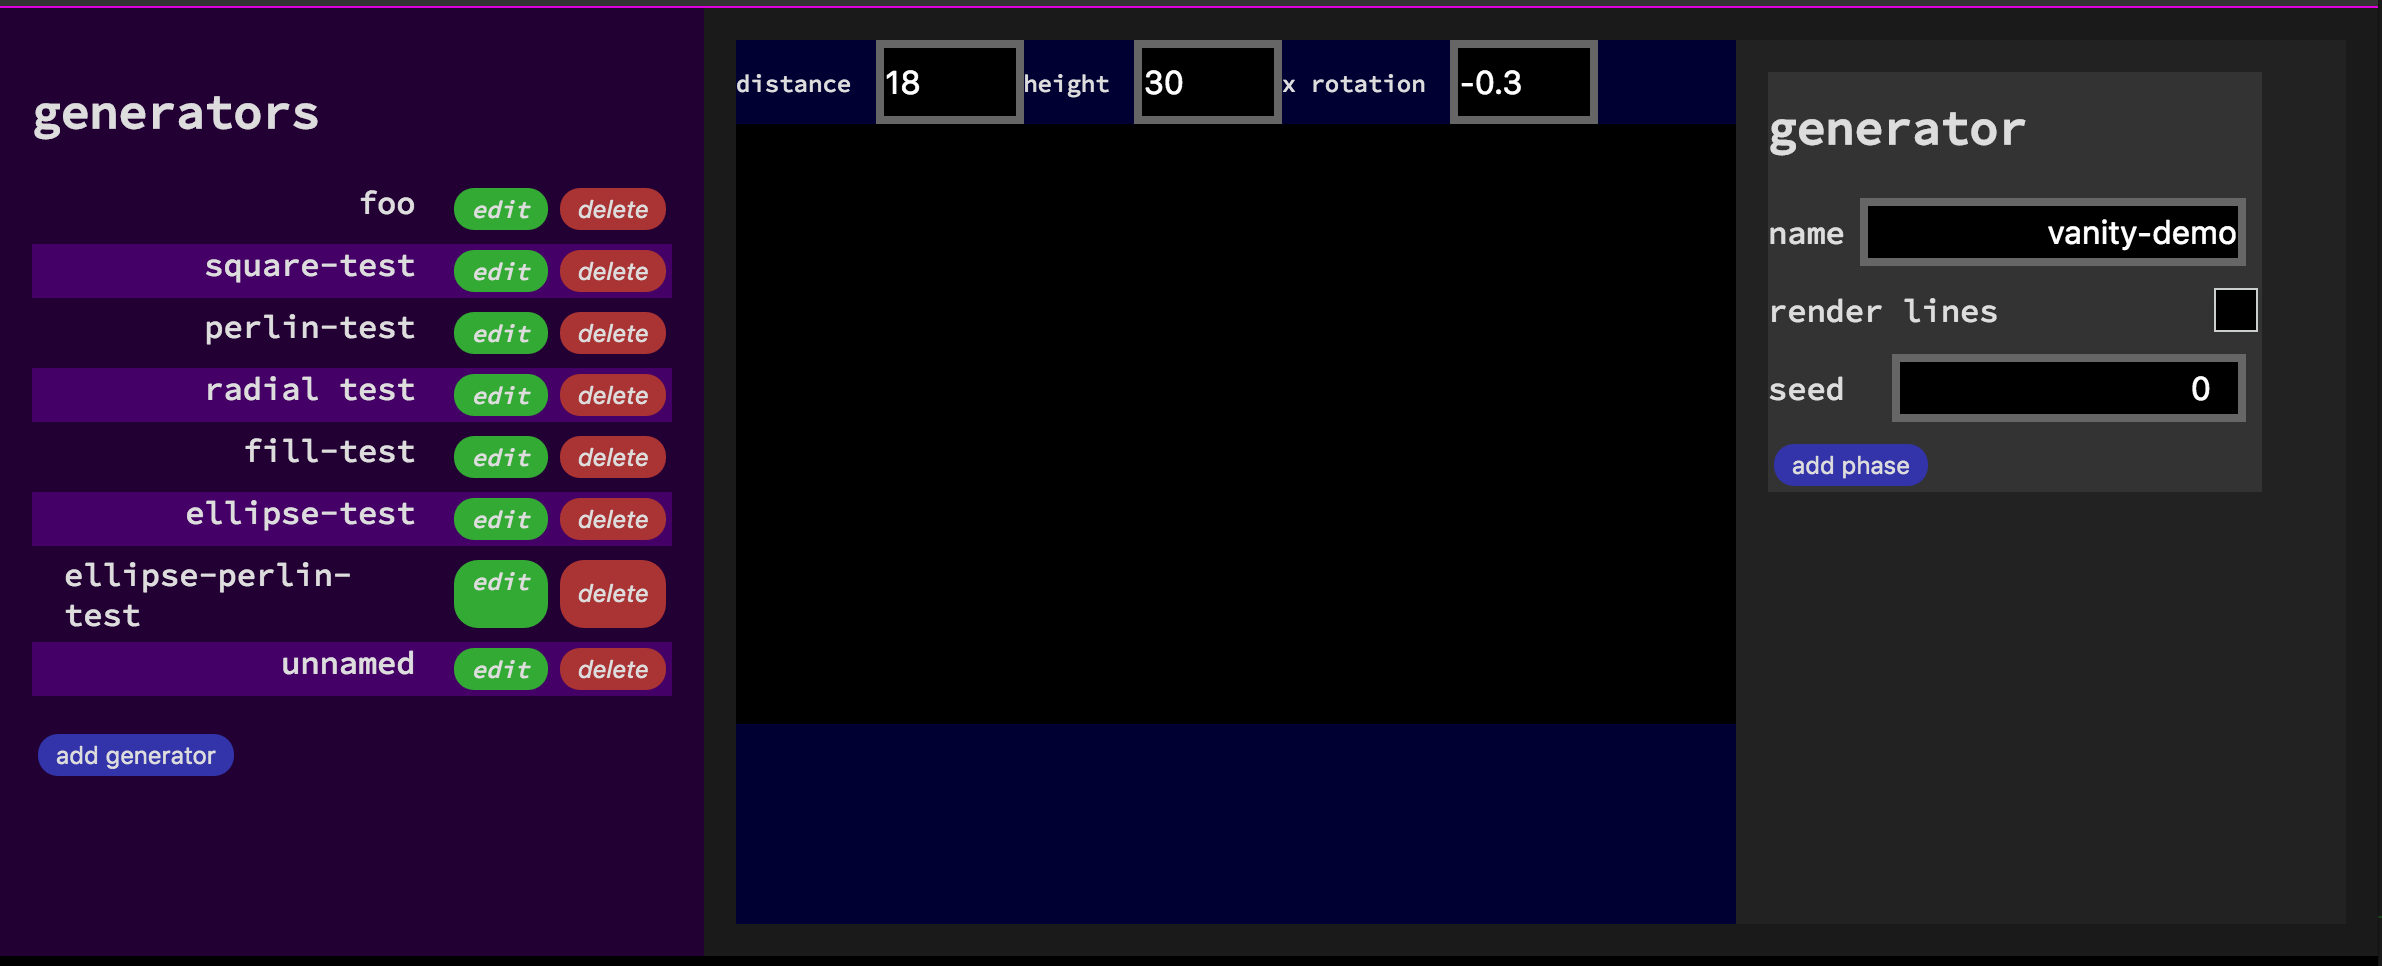 generators
foo edit delete
square-test edit delete
perlin-test edit delete
radial test edit delete
fill-test edit delete
ellipse-test edit delete
ellipse-perlin-
test edit delete
unnamed edit delete
add generator
distance 18 height 30 x rotation -0.3
generator
name vanity-demo
render lines
seed 0
add phase